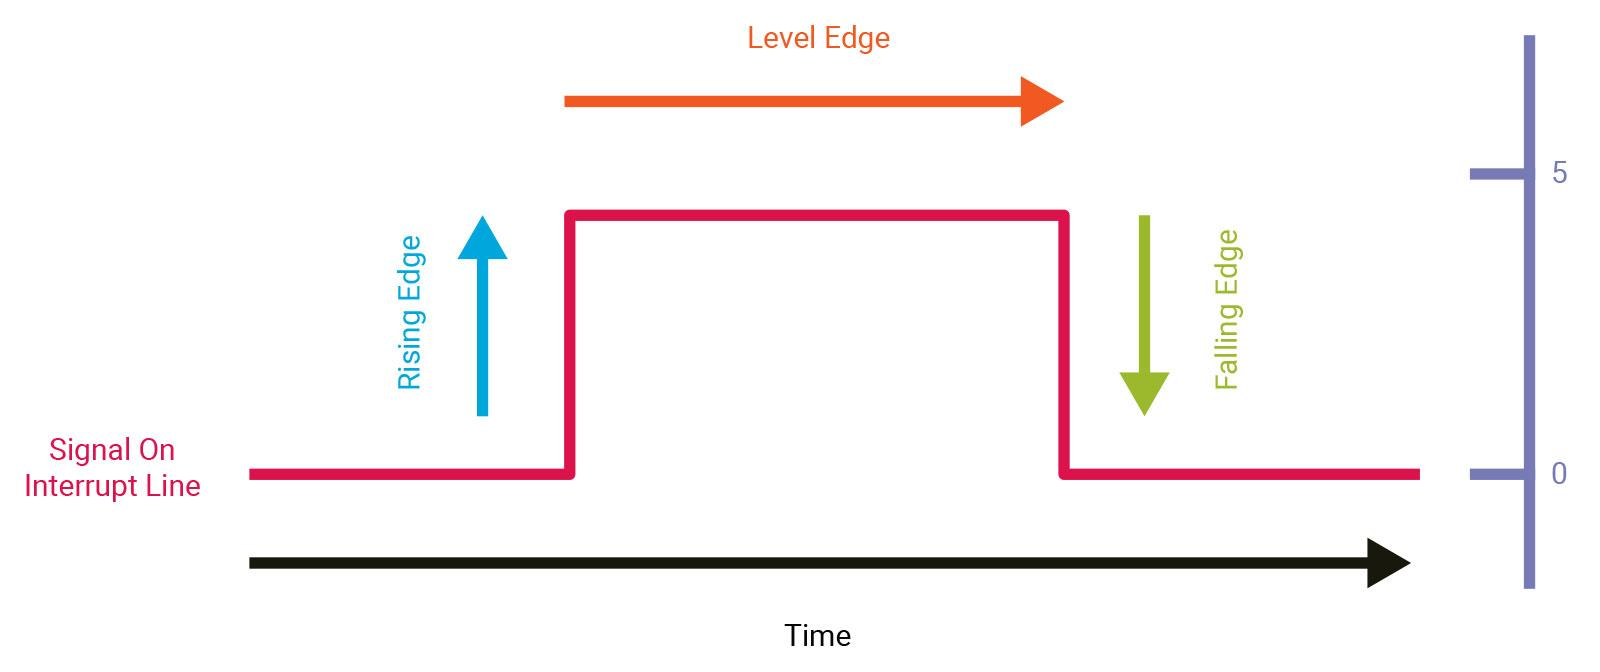 Level Edge
5
Rising Edge
Falling Edge
Signal On
Interrupt Line
0
Time